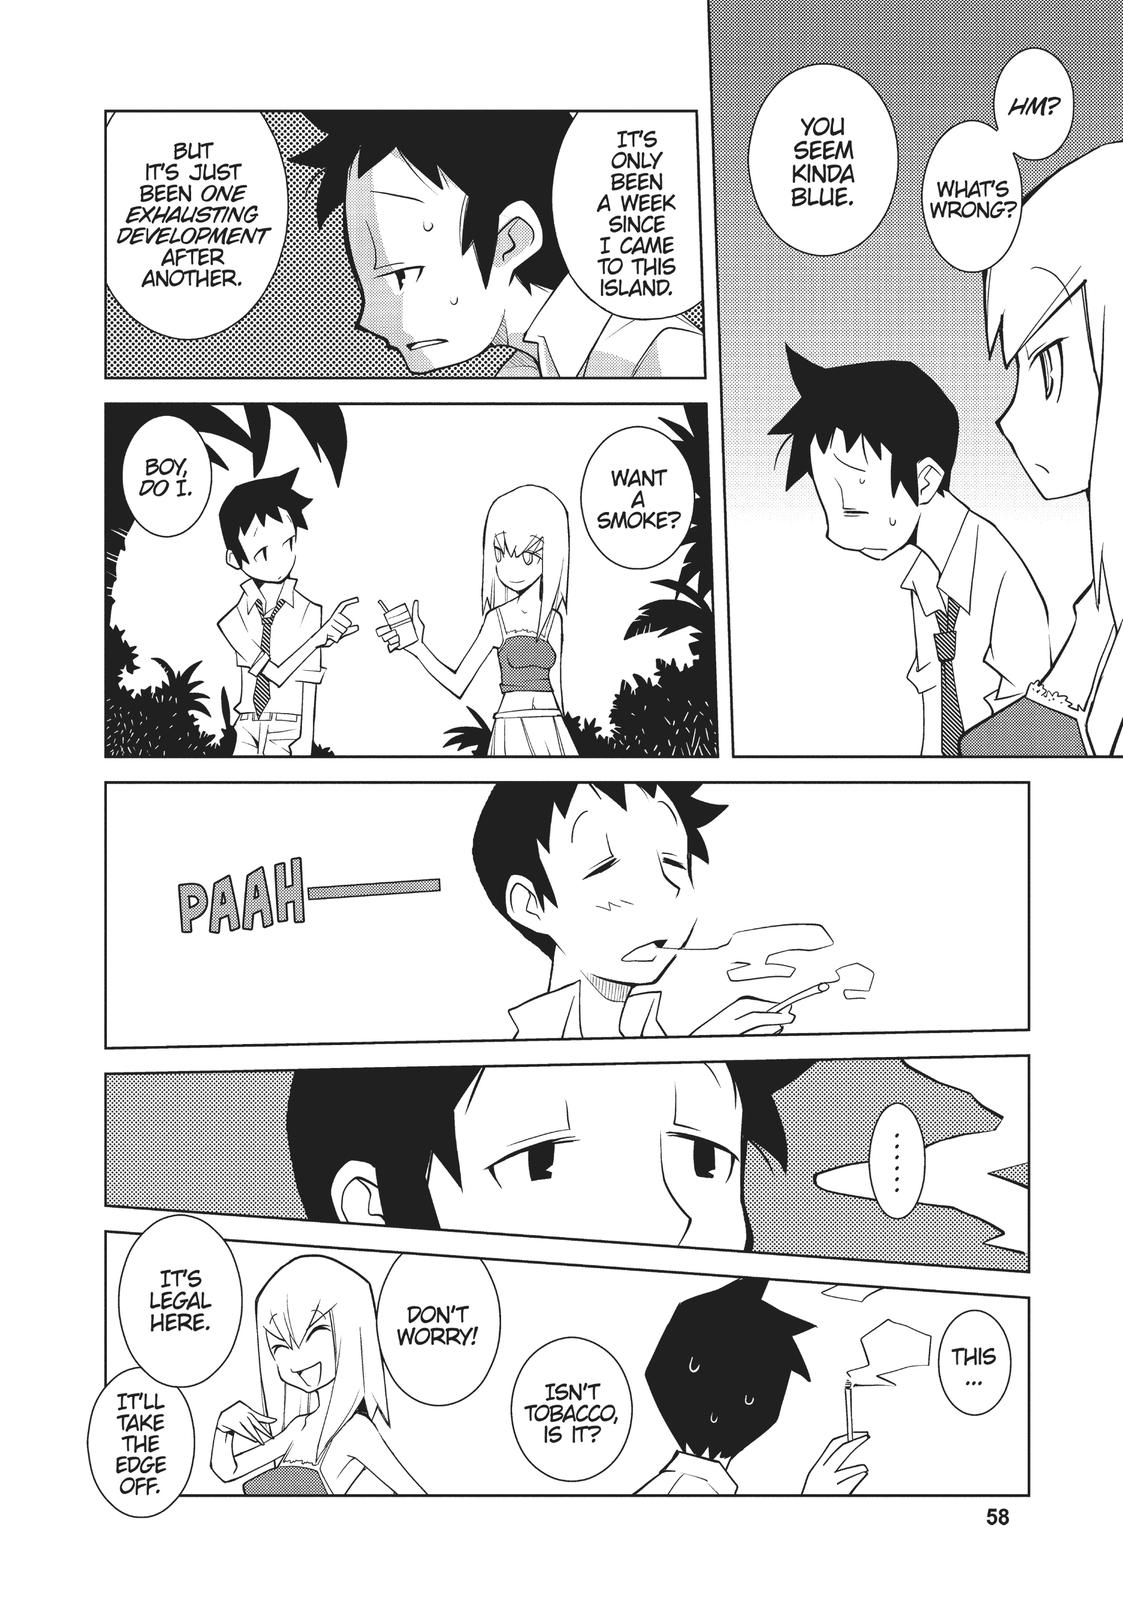 HM?
WHAT'S
WRONG?
YOU
SEEM
KINDA
BLUE.
IT'S
ONLY
BEEN
A WEEK
SINCE
I CAME
TO THIS
ISLAND.
BUT
IT'S JUST
BEEN ONE
EXHAUSTING
DEVELOPMENT
AFTER
ANOTHER.
WANT
A
SMOKE?
BOY,
DO I.
PAAH
......
THIS
...
ISN'T
TOBACCO,
IS IT?
DON'T
WORRY!
IT'S
LEGAL
HERE.
IT'LL
TAKE
THE
EDGE
OFF.
58